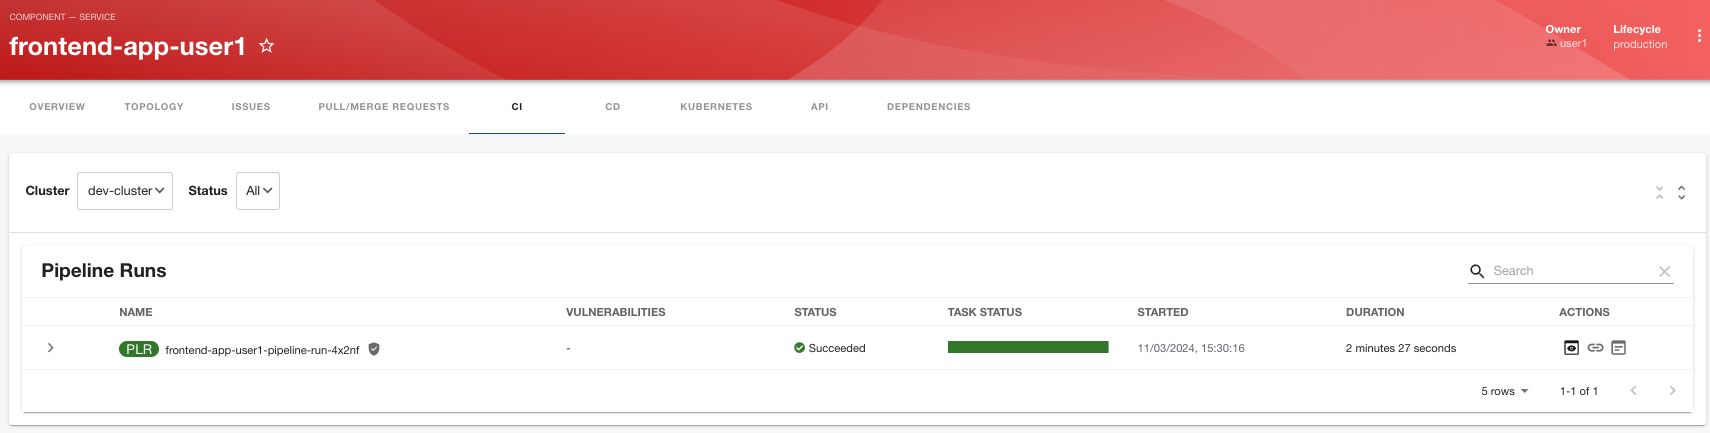 COMPONENT — SERVICE
frontend-app-user1
Owner
user1
Lifecycle
production
OVERVIEW TOPOLOGY ISSUES PULL/MERGE REQUESTS CI CD KUBERNETES API DEPENDENCIES
Cluster dev-cluster Status All
Pipeline Runs
Search
NAME VULNERABILITIES STATUS TASK STATUS STARTED DURATION ACTIONS
PLR frontend-app-user1-pipeline-run-4x2nf - Succeeded 11/03/2024, 15:30:16 2 minutes 27 seconds
5 rows 1-1 of 1